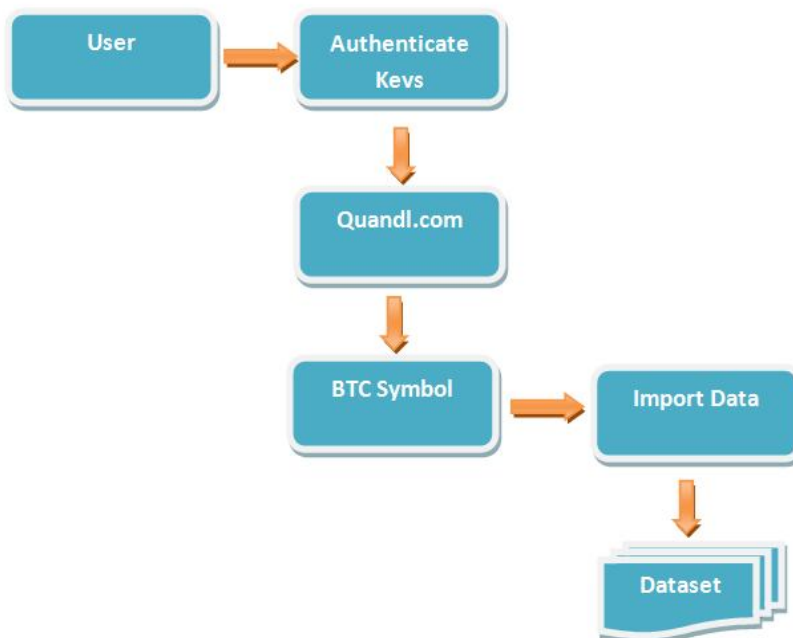 User
Authenticate
Kevs
Quandl.com
BTC Symbol
Import Data
Dataset